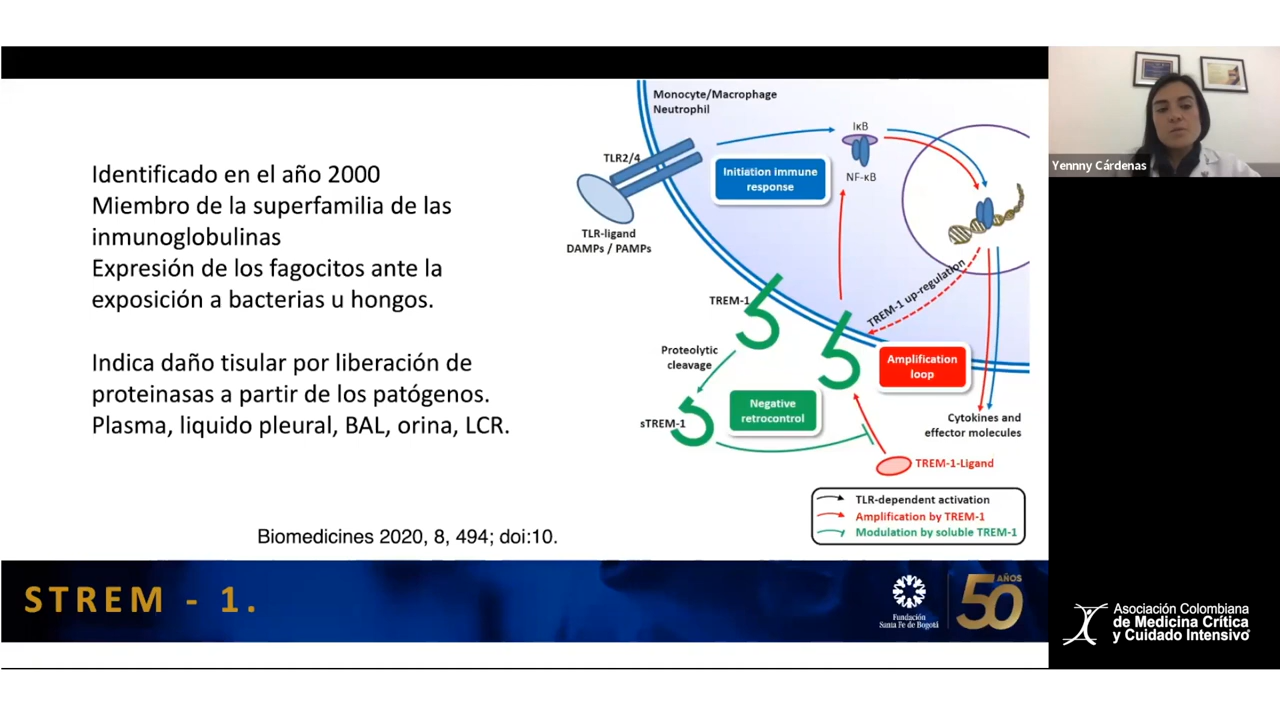 Identificado en el año 2000
Miembro de la superfamilia de las
inmunoglobulinas
Expresión de los fagocitos ante la
exposición a bacterias u hongos.
Indica daño tisular por liberación de
proteinasas a partir de los patógenos.
Plasma, liquido pleural, BAL, orina, LCR.
Monocyte/Macrophage
Neutrophil
TLR2/4
TLR-ligand
DAMPs / PAMPs
Initiation immune
response
IκB
NF-κB
TREM-1 up-regulation
TREM-1
Proteolytic
cleavage
sTREM-1
Negative
retrocontrol
Amplification
loop
Cytokines and
effector molecules
TREM-1-Ligand
TLR-dependent activation
Amplification by TREM-1
Modulation by soluble TREM-1
Biomedicines 2020, 8, 494; doi:10.
STREM - 1.
Fundación
Santa Fe de Bogotá
50 AÑOS
Yennny Cárdenas
Asociación Colombiana
de Medicina Crítica
y Cuidado Intensivo